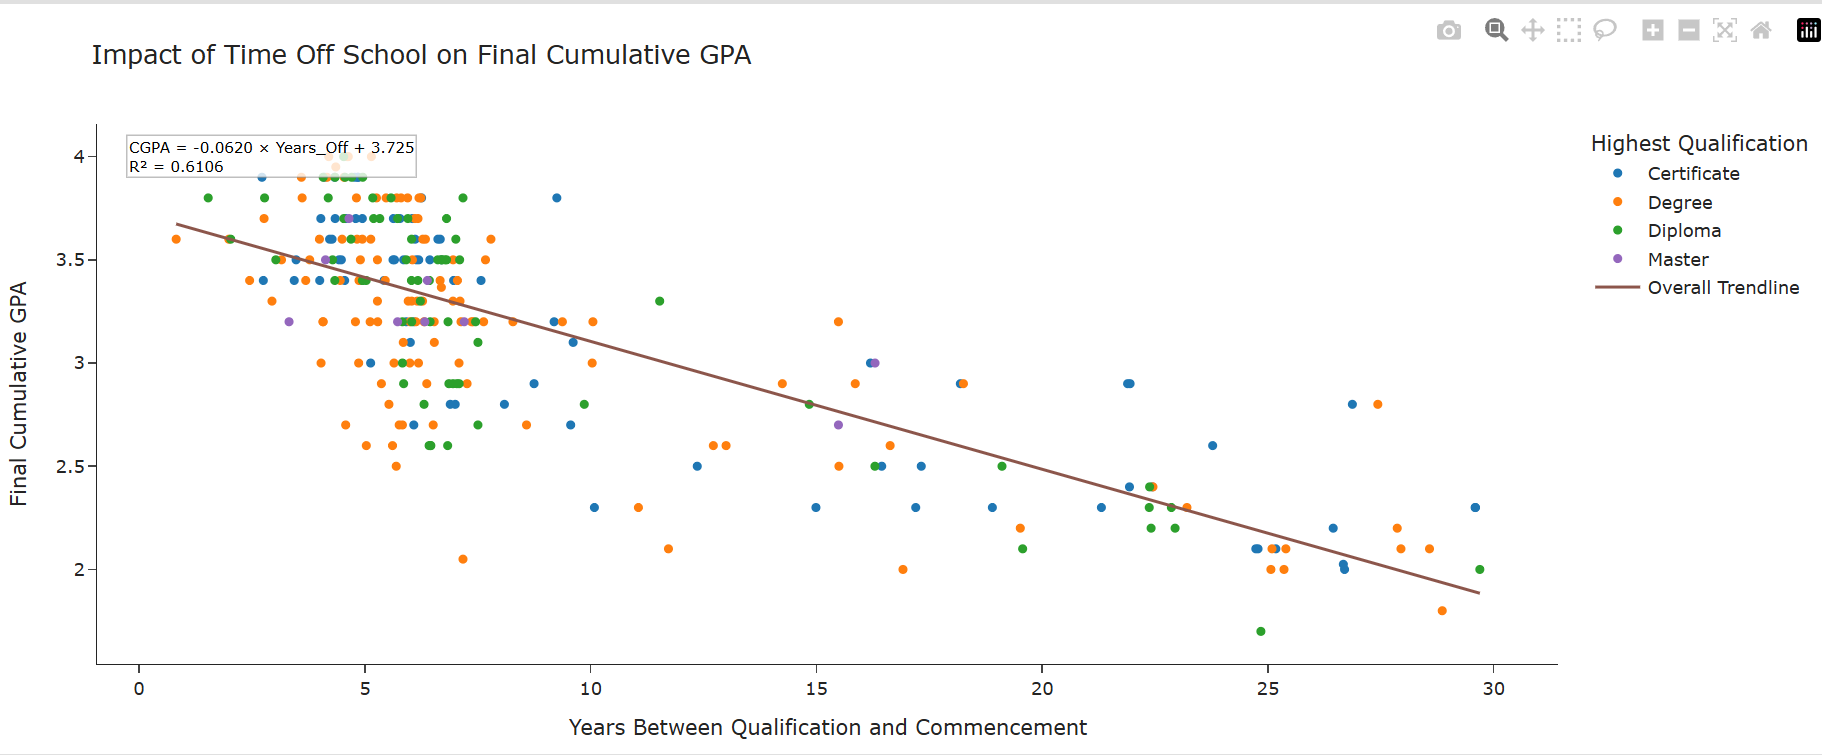 Impact of Time Off School on Final Cumulative GPA
CGPA = -0.0620 × Years_Off + 3.725
R² = 0.6106
Highest Qualification
Certificate
Degree
Diploma
Master
Overall Trendline
Final Cumulative GPA
4
3.5
3
2.5
2
0 5 10 15 20 25 30
Years Between Qualification and Commencement